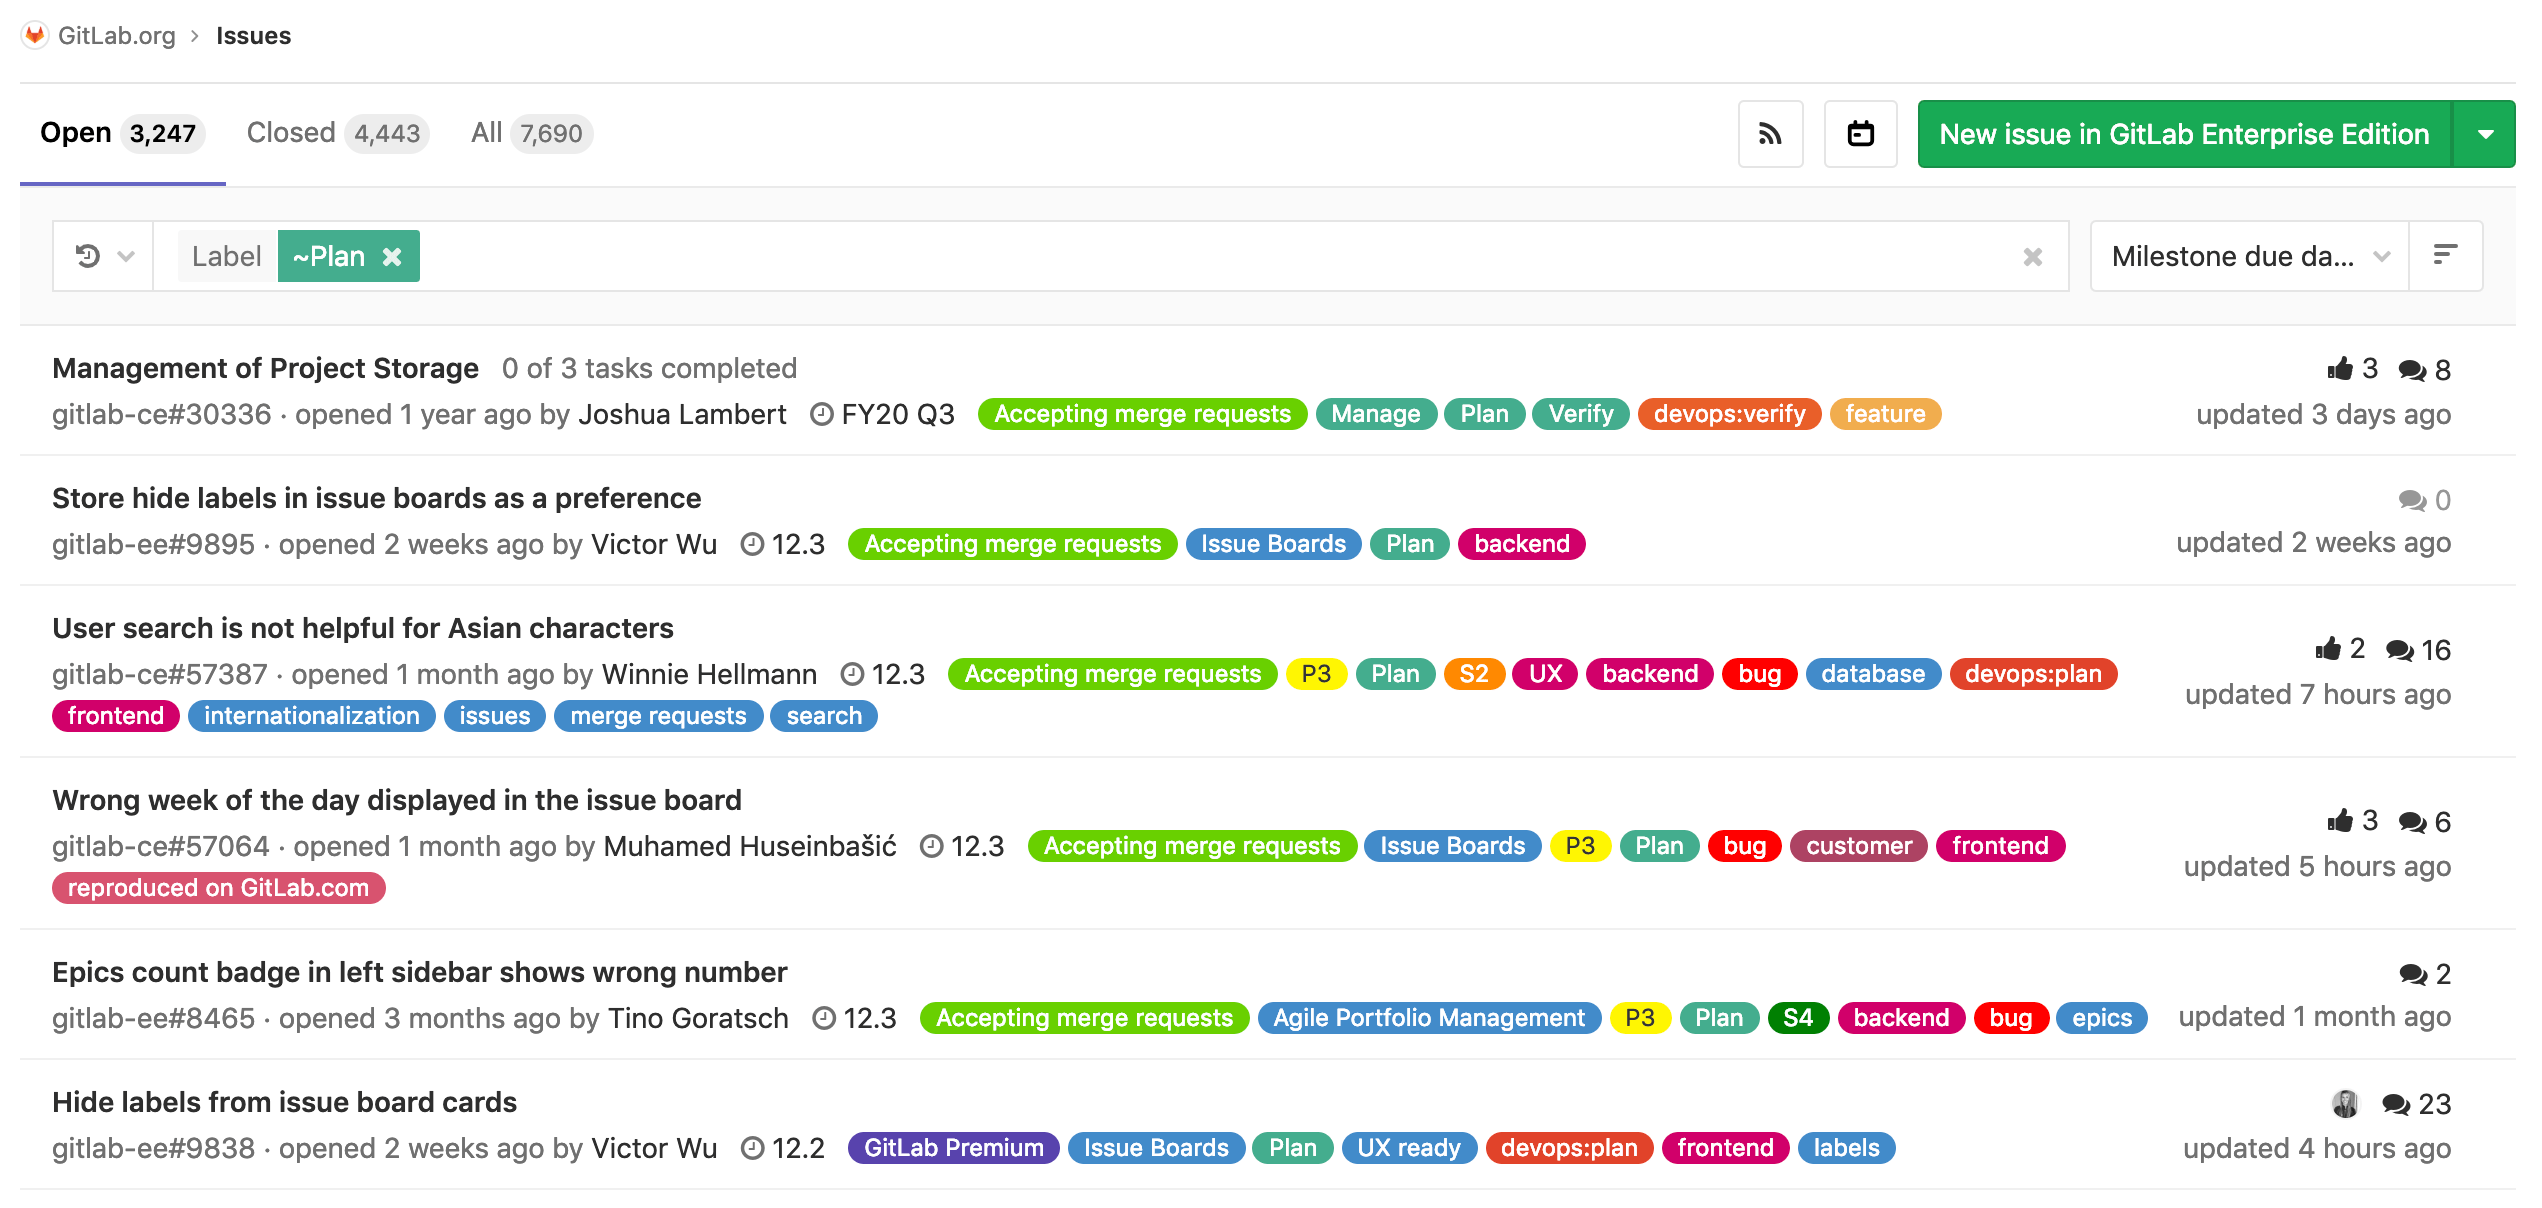 GitLab.org › Issues
Open 3,247 Closed 4,443 All 7,690 New issue in GitLab Enterprise Edition
Label ~Plan Milestone due da...
Management of Project Storage 0 of 3 tasks completed 3 8
gitlab-ce#30336 · opened 1 year ago by Joshua Lambert FY20 Q3 Accepting merge requests Manage Plan Verify devops:verify feature updated 3 days ago
Store hide labels in issue boards as a preference 0
gitlab-ee#9895 · opened 2 weeks ago by Victor Wu 12.3 Accepting merge requests Issue Boards Plan backend updated 2 weeks ago
User search is not helpful for Asian characters 2 16
gitlab-ce#57387 · opened 1 month ago by Winnie Hellmann 12.3 Accepting merge requests P3 Plan S2 UX backend bug database devops:plan updated 7 hours ago
frontend internationalization issues merge requests search
Wrong week of the day displayed in the issue board 3 6
gitlab-ce#57064 · opened 1 month ago by Muhamed Huseinbašić 12.3 Accepting merge requests Issue Boards P3 Plan bug customer frontend updated 5 hours ago
reproduced on GitLab.com
Epics count badge in left sidebar shows wrong number 2
gitlab-ee#8465 · opened 3 months ago by Tino Goratsch 12.3 Accepting merge requests Agile Portfolio Management P3 Plan S4 backend bug epics updated 1 month ago
Hide labels from issue board cards 23
gitlab-ee#9838 · opened 2 weeks ago by Victor Wu 12.2 GitLab Premium Issue Boards Plan UX ready devops:plan frontend labels updated 4 hours ago